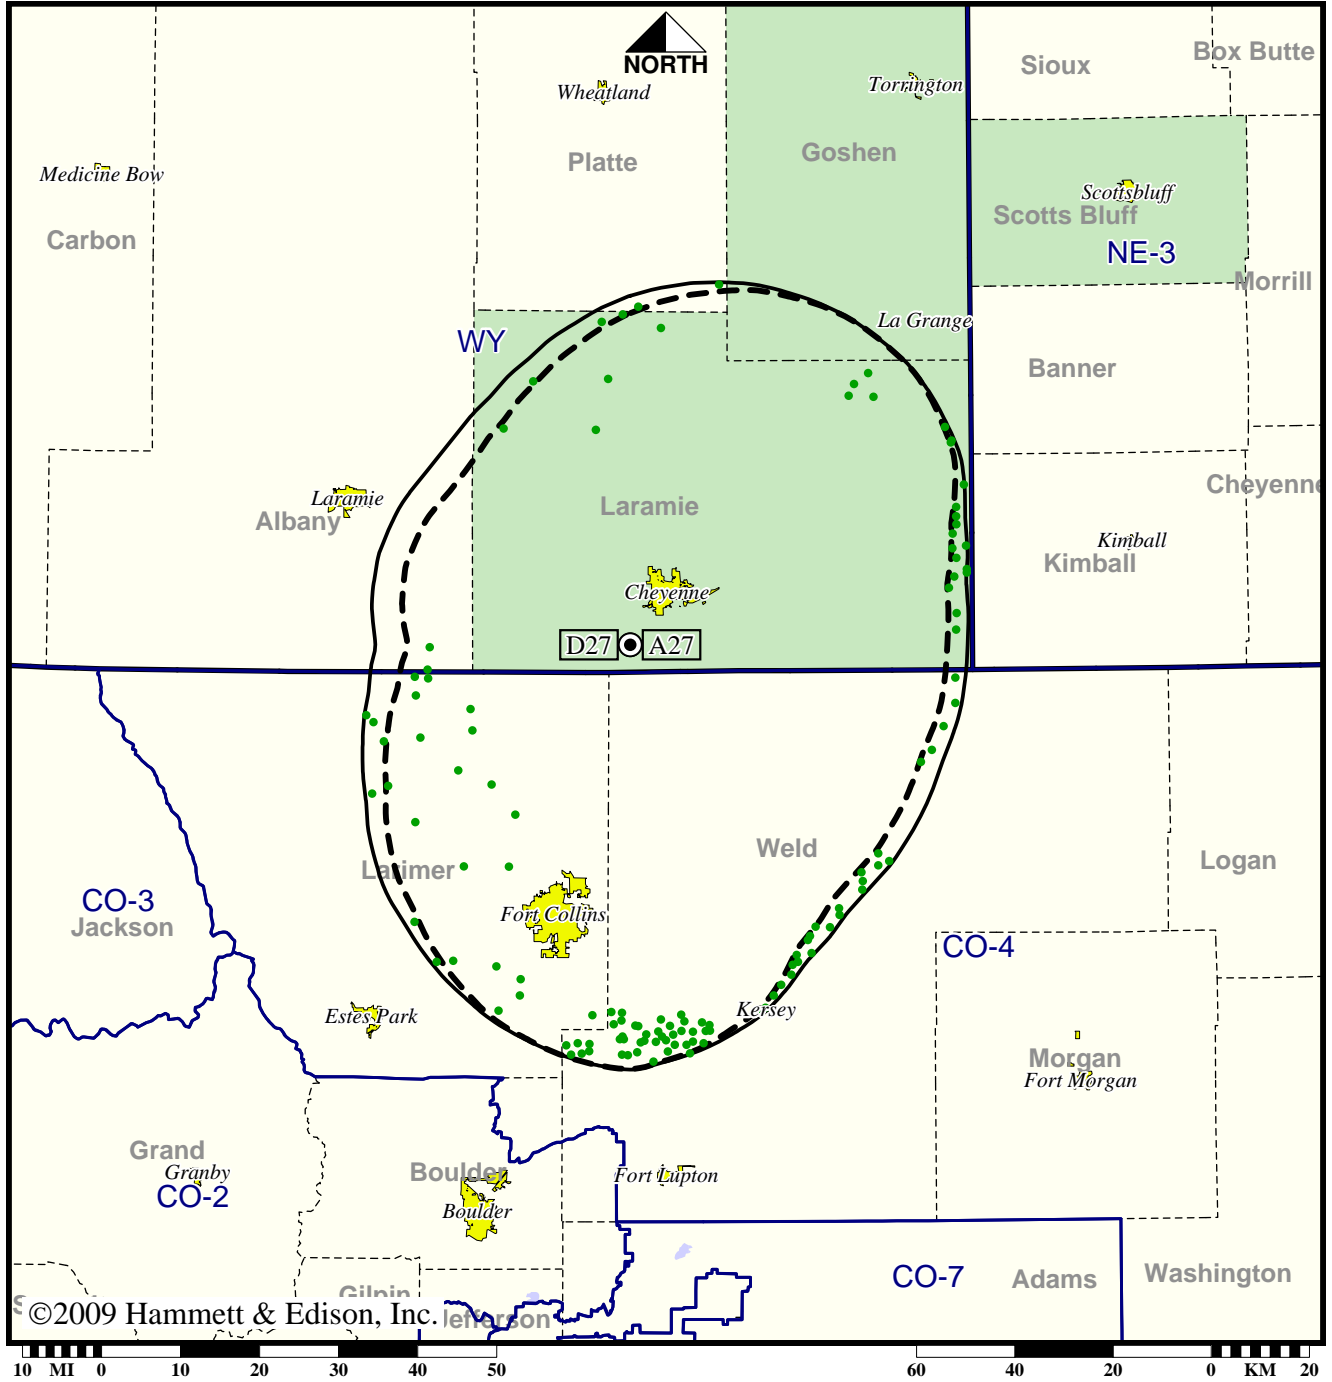 NORTH
Sioux
Box Butte
Wheatland
Torrington
Platte
Goshen
Medicine Bow
Scottsbluff
Scotts Bluff
Carbon
NE-3
Morrill
La Grange
WY
Banner
Laramie
Albany
Laramie
Cheyenne
Kimball
Kimball
Cheyenne
D27
A27
Weld
Larimer
Logan
CO-3
Jackson
Fort Collins
CO-4
Estes Park
Kersey
Morgan
Fort Morgan
Grand
Granby
CO-2
Boulder
Boulder
Fort Lupton
CO-7
Adams
Washington
Gilpin
©2009 Hammett & Edison, Inc.
Jefferson
10 MI 0 10 20 30 40 50
60 40 20 0 KM 20